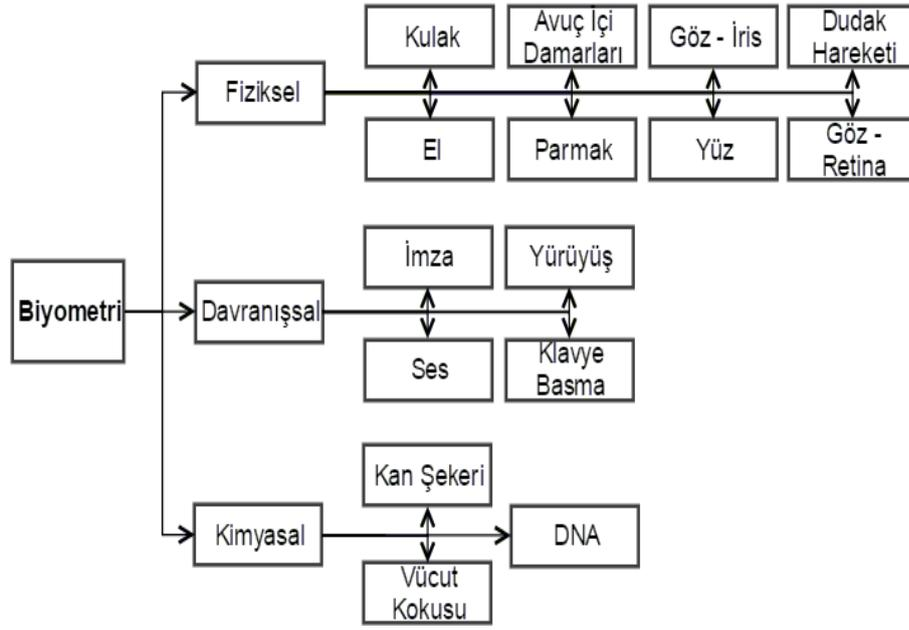 Kulak
Avuç İçi
Damarları
Göz - İris
Dudak
Hareketi
Fiziksel
El
Parmak
Yüz
Göz -
Retina
İmza
Yürüyüş
Biyometri
Davranışsal
Ses
Klavye
Basma
Kan Şekeri
Kimyasal
DNA
Vücut
Kokusu